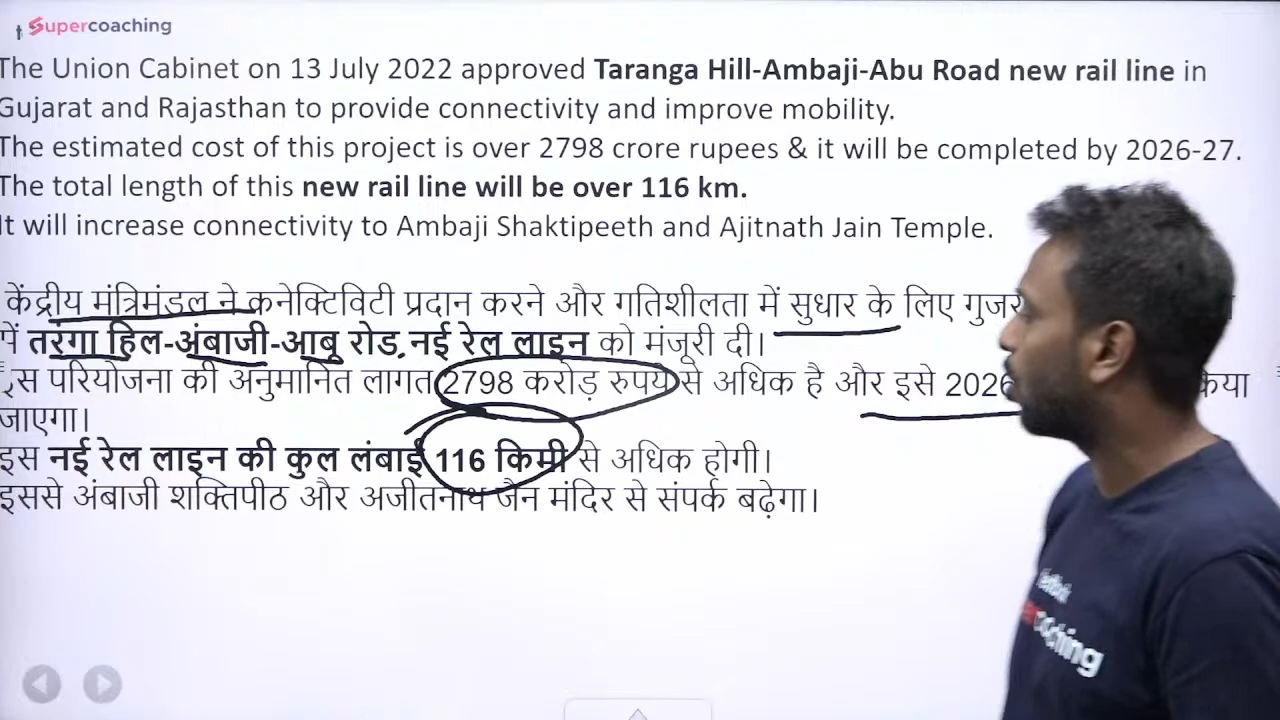 Supercoaching
The Union Cabinet on 13 July 2022 approved Taranga Hill-Ambaji-Abu Road new rail line in
Gujarat and Rajasthan to provide connectivity and improve mobility.
The estimated cost of this project is over 2798 crore rupees & it will be completed by 2026-27.
The total length of this new rail line will be over 116 km.
It will increase connectivity to Ambaji Shaktipeeth and Ajitnath Jain Temple.
केंद्रीय मंत्रिमंडल ने कनेक्टिविटी प्रदान करने और गतिशीलता में सुधार के लिए
में तरंगा हिल-अंबाजी-आबू रोड, नई रेल लाइन को मंजूरी दी।
इस परियोजना की अनुमानित लागत 2798 करोड़ रुपये से अधिक है और इसे 2026 किया
जाएगा।
इस नई रेल लाइन की कुल लंबाई 116 किमी से अधिक होगी।
इससे अंबाजी शक्तिपीठ और अजीतनाथ जैन मंदिर से संपर्क बढ़ेगा।
coaching